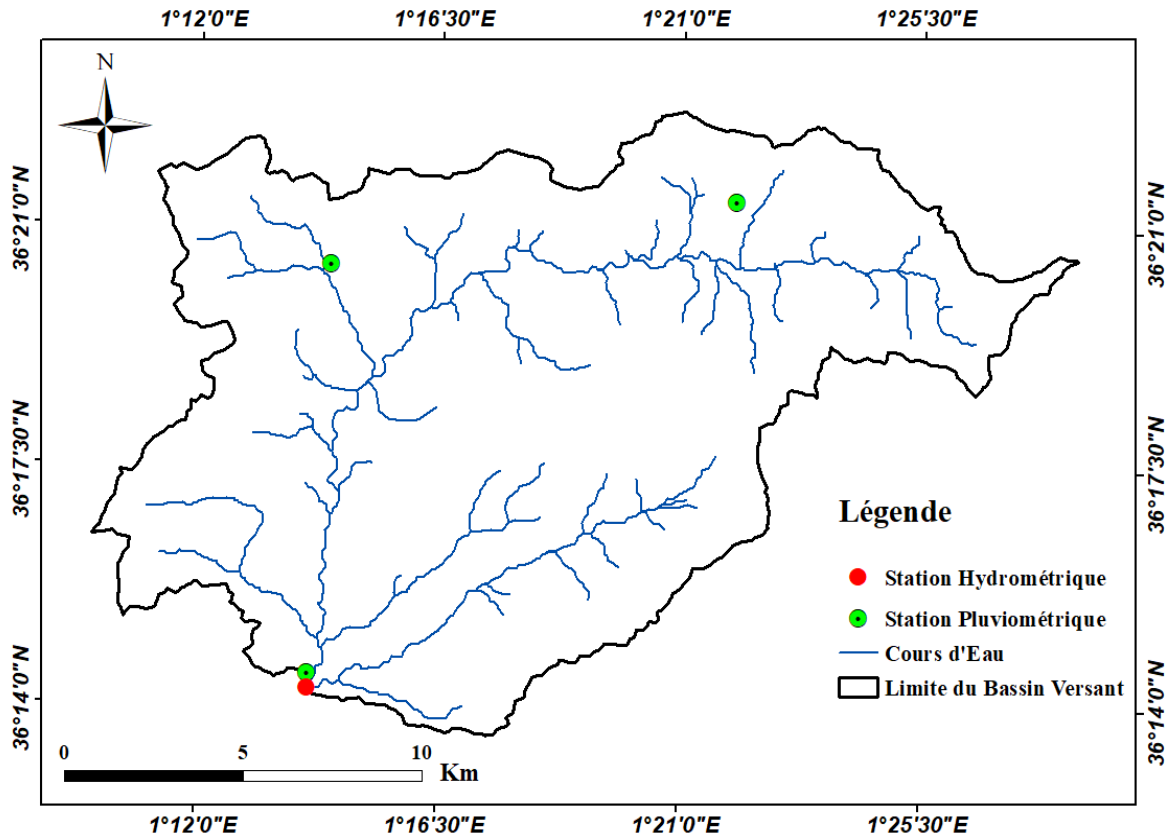 1°12'0"E 1°16'30"E 1°21'0"E 1°25'30"E
N
36°21'0"N 36°21'0"N
36°17'30"N 36°17'30"N
Légende
Station Hydrométrique
Station Pluviométrique
Cours d'Eau
Limite du Bassin Versant
36°14'0"N 36°14'0"N
0 5 10
Km
1°12'0"E 1°16'30"E 1°21'0"E 1°25'30"E